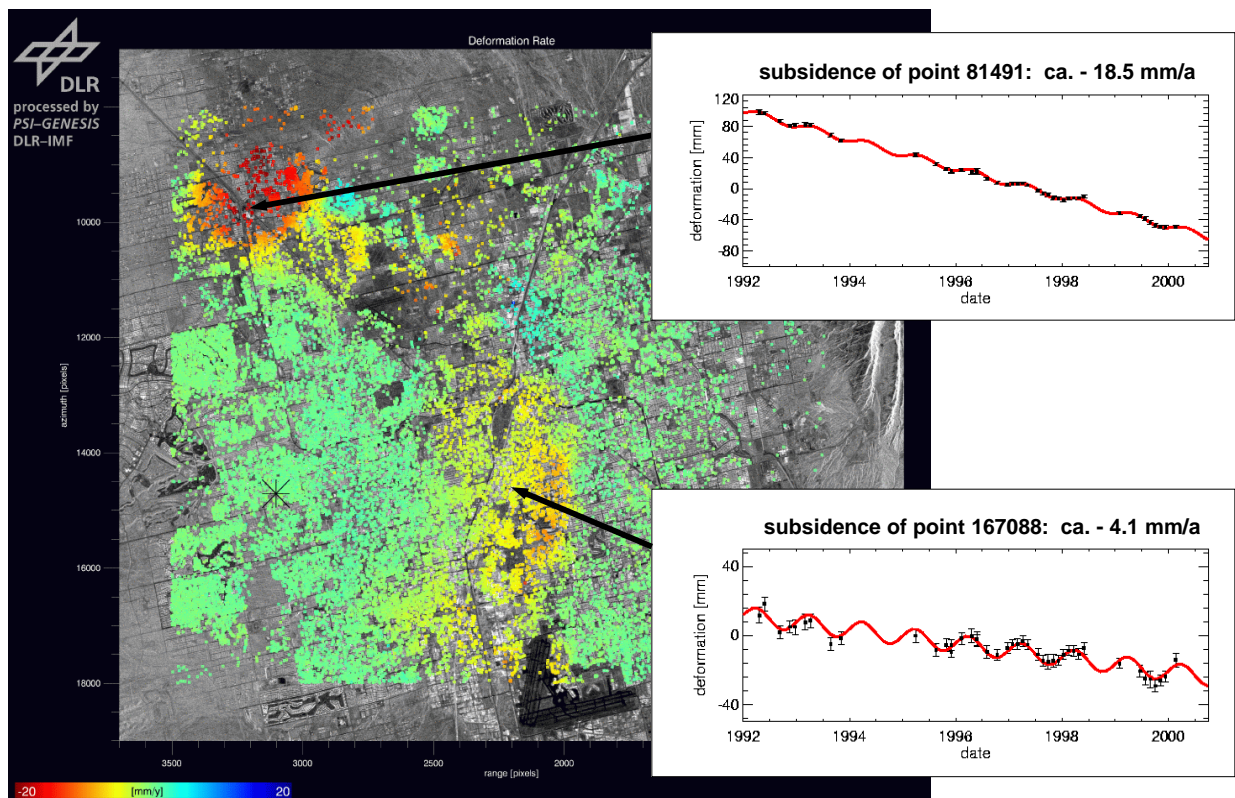 DLR
processed by
PSI–GENESIS
DLR–IMF
Deformation Rate
azimuth [pixels]
10000
12000
14000
16000
18000
3500
3000
2500
2000
range [pixels]
-20 [mm/y] 20
subsidence of point 81491: ca. - 18.5 mm/a
deformation [mm]
120
80
40
0
-40
-80
1992 1994 1996 1998 2000
date
subsidence of point 167088: ca. - 4.1 mm/a
deformation [mm]
40
0
-40
1992 1994 1996 1998 2000
date